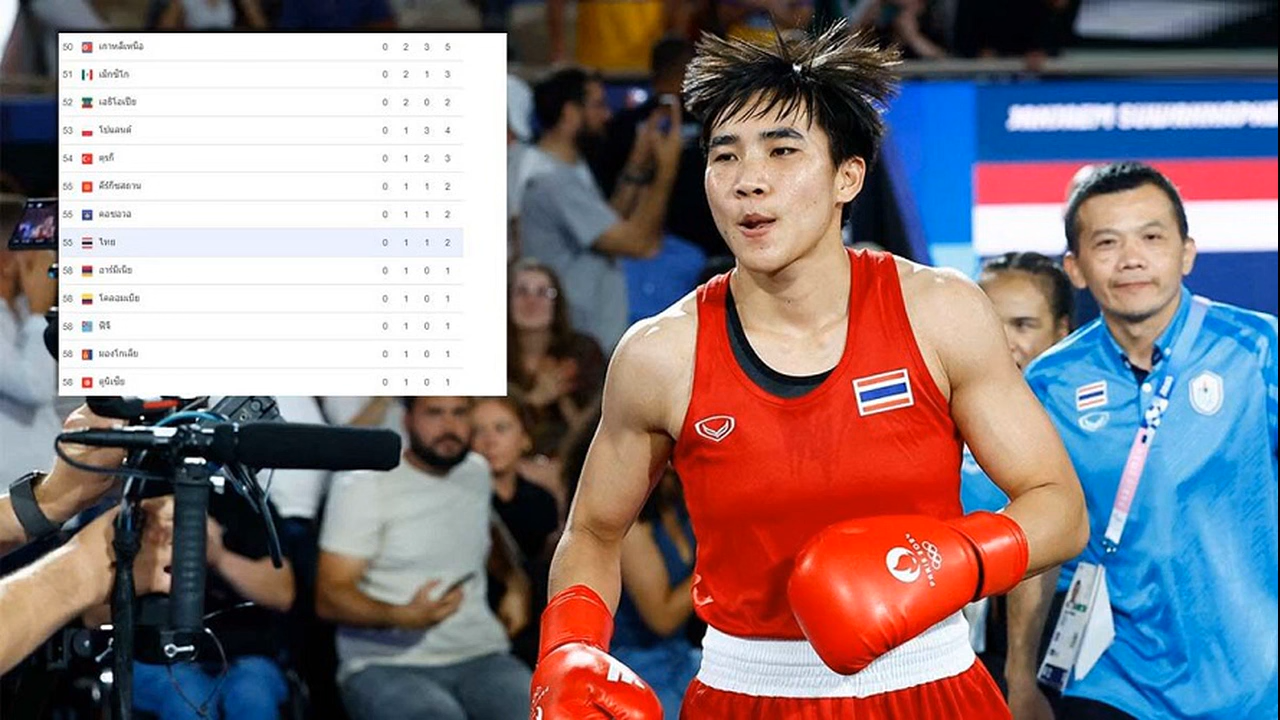 50 เกาหลีเหนือ 0 2 3 5
51 เม็กซิโก 0 2 1 3
52 เอธิโอเปีย 0 2 0 2
53 โปแลนด์ 0 1 3 4
54 ตุรกี 0 1 2 3
55 คีร์กีซสถาน 0 1 1 2
55 คอซอวอ 0 1 1 2
55 ไทย 0 1 1 2
58 อาร์มีเนีย 0 1 0 1
58 โคลอมเบีย 0 1 0 1
58 ฟีจี 0 1 0 1
58 มองโกเลีย 0 1 0 1
58 ตูนิเซีย 0 1 0 1
PARIS 2024